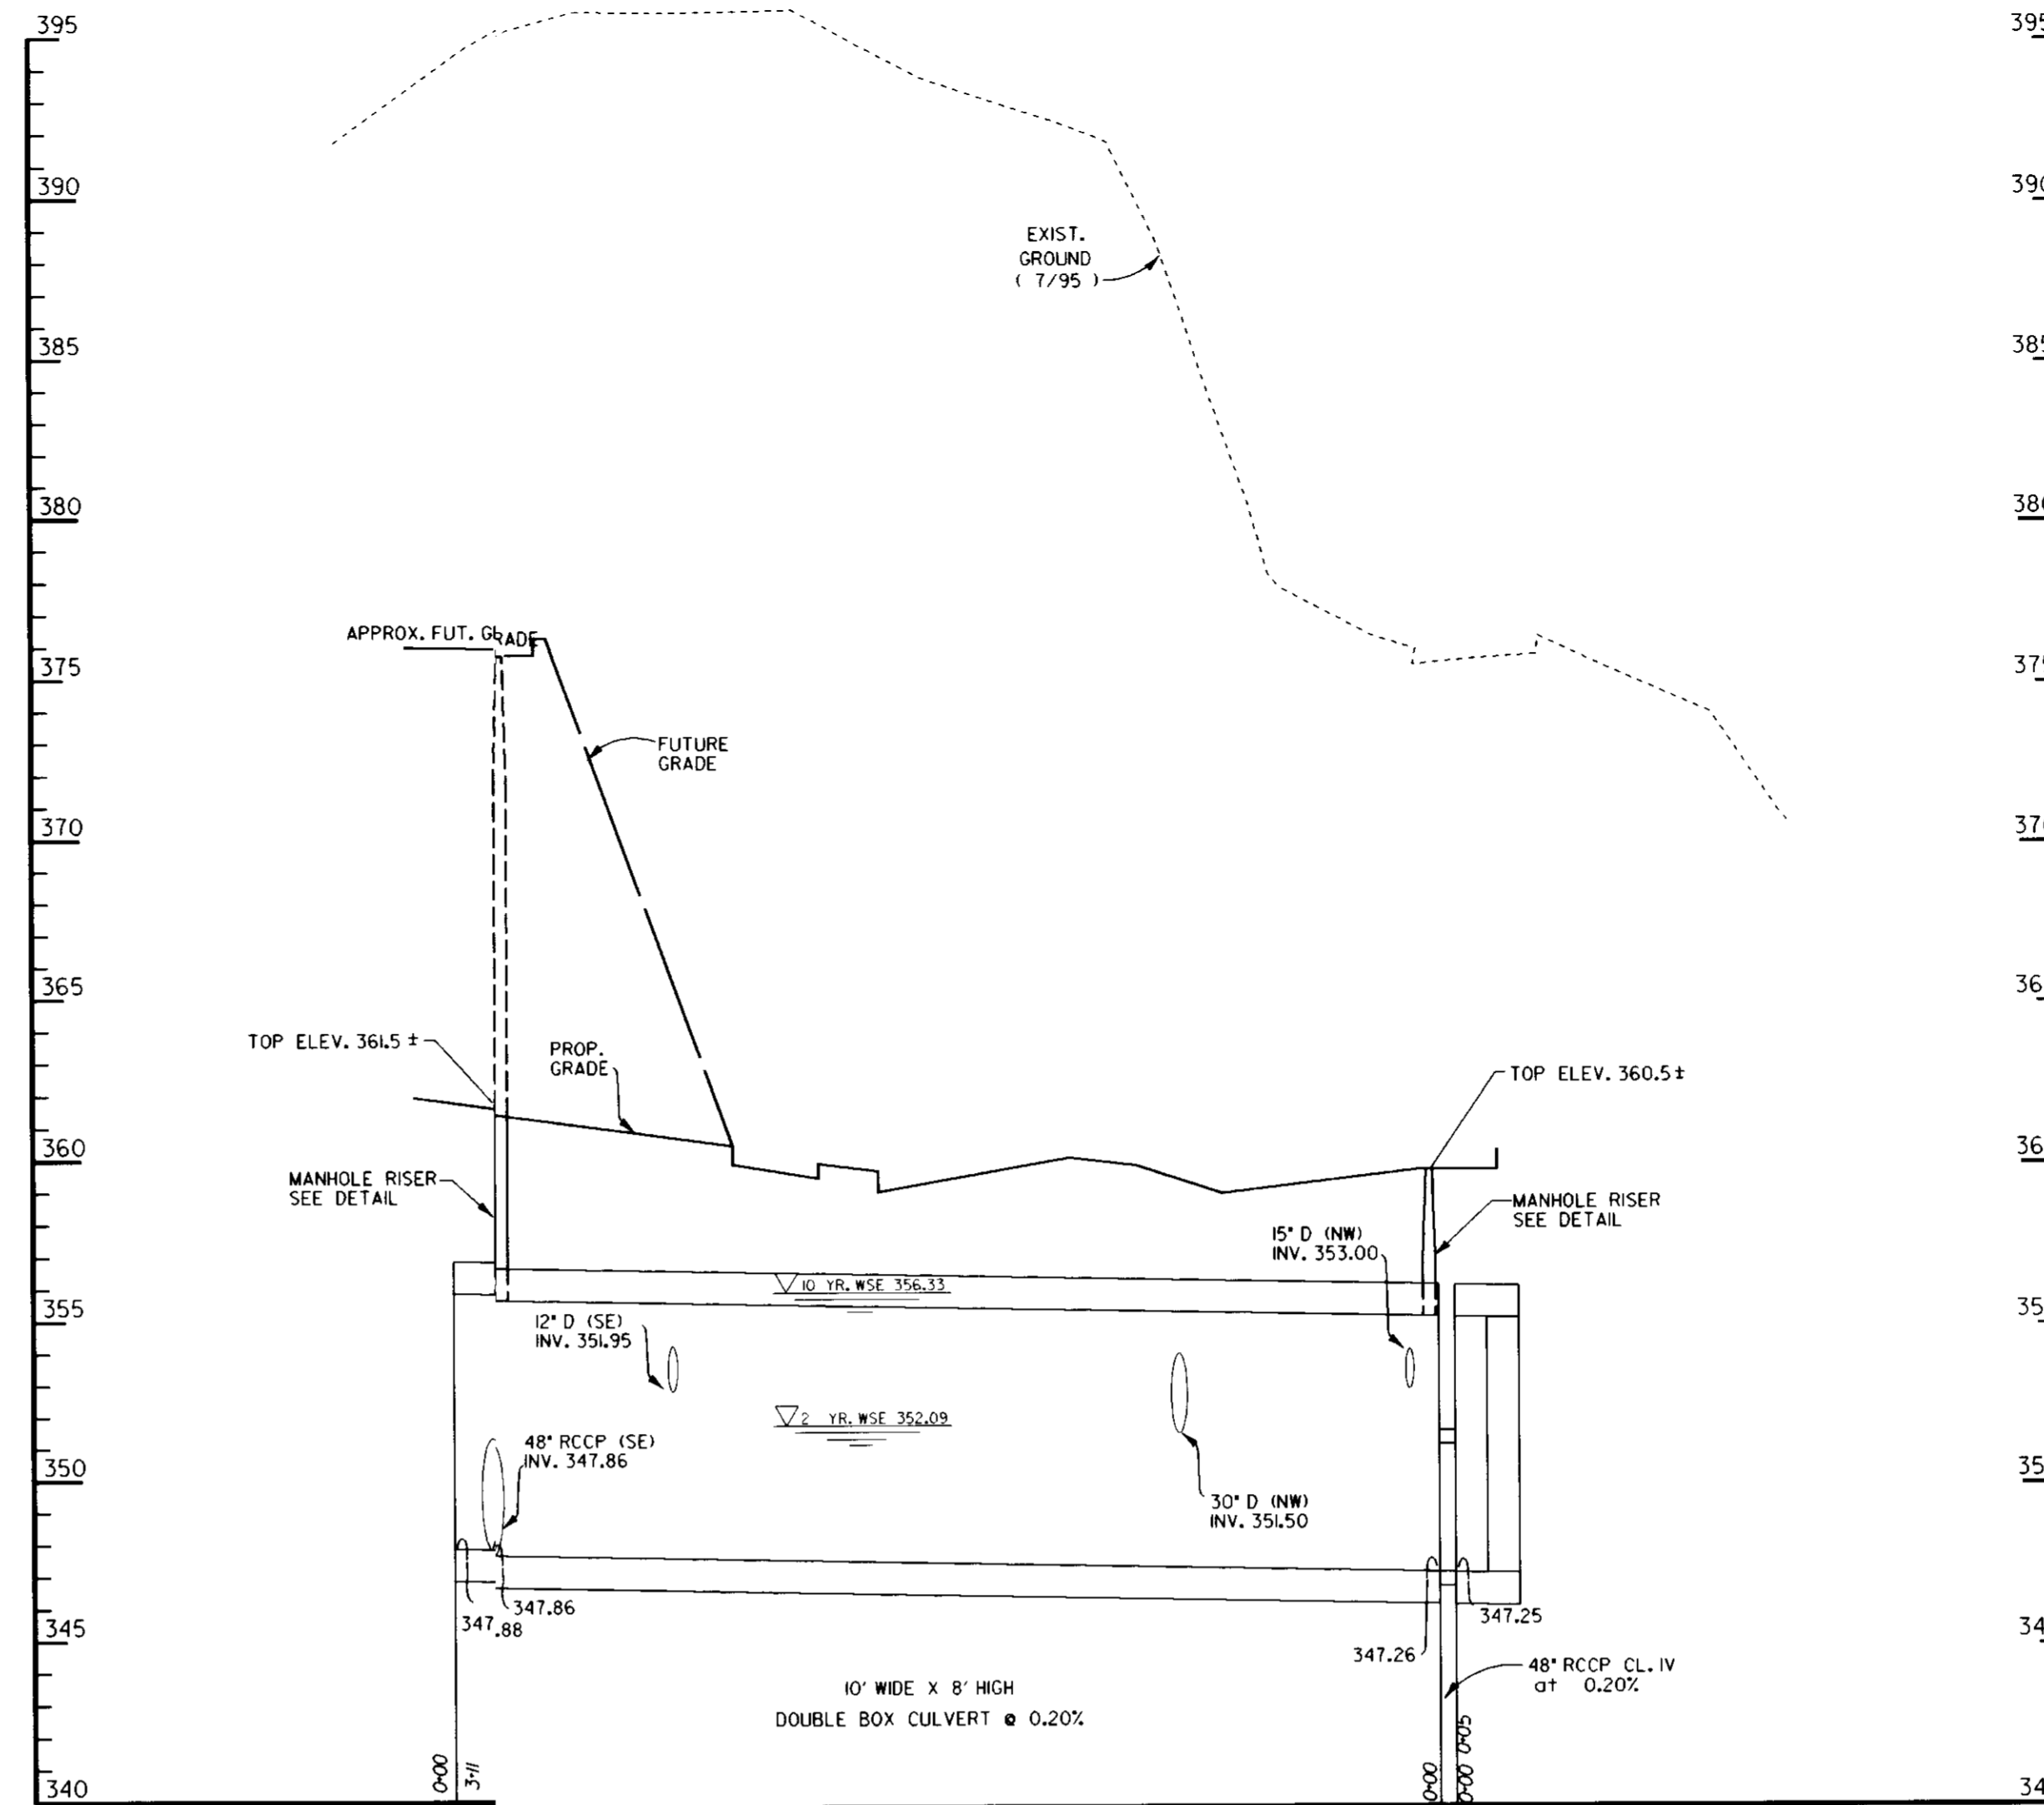 395
395
390
EXIST.
GROUND
( 7/95 )
385
385
380
380
APPROX. FUT. GRADE
375
FUTURE
GRADE
370
365
TOP ELEV. 361.5 ±
PROP.
GRADE
TOP ELEV. 360.5±
360
MANHOLE RISER
SEE DETAIL
MANHOLE RISER
SEE DETAIL
15" D (NW)
INV. 353.00
10 YR. WSE 356.33
355
12" D (SE)
INV. 351.95
2 YR. WSE 352.09
48" RCCP (SE)
INV. 347.86
350
30" D (NW)
INV. 351.50
347.86
347.88
347.25
345
347.26
48" RCCP CL. IV
at 0.20%
10' WIDE X 8' HIGH
DOUBLE BOX CULVERT @ 0.20%
0+00
3+11
0+00
0+00 0+05
340